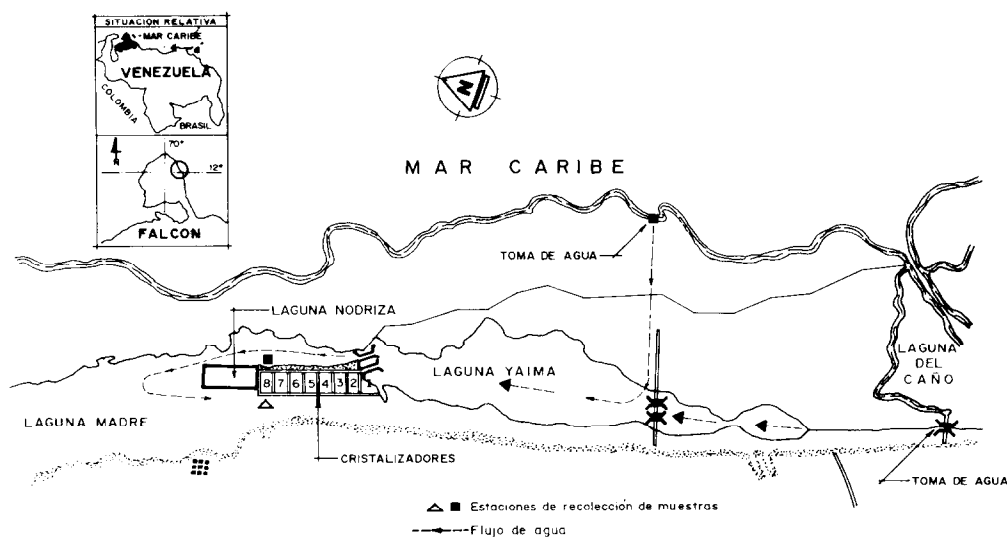 SITUACION RELATIVA
MAR CARIBE
VENEZUELA
COLOMBIA
BRASIL
N
70°
12°
FALCON
N
MAR CARIBE
TOMA DE AGUA
LAGUNA NODRIZA
LAGUNA YAIMA
LAGUNA
DEL
CAÑO
8 7 6 5 4 3 2
LAGUNA MADRE
CRISTALIZADORES
TOMA DE AGUA
Estaciones de recolección de muestras
Flujo de agua